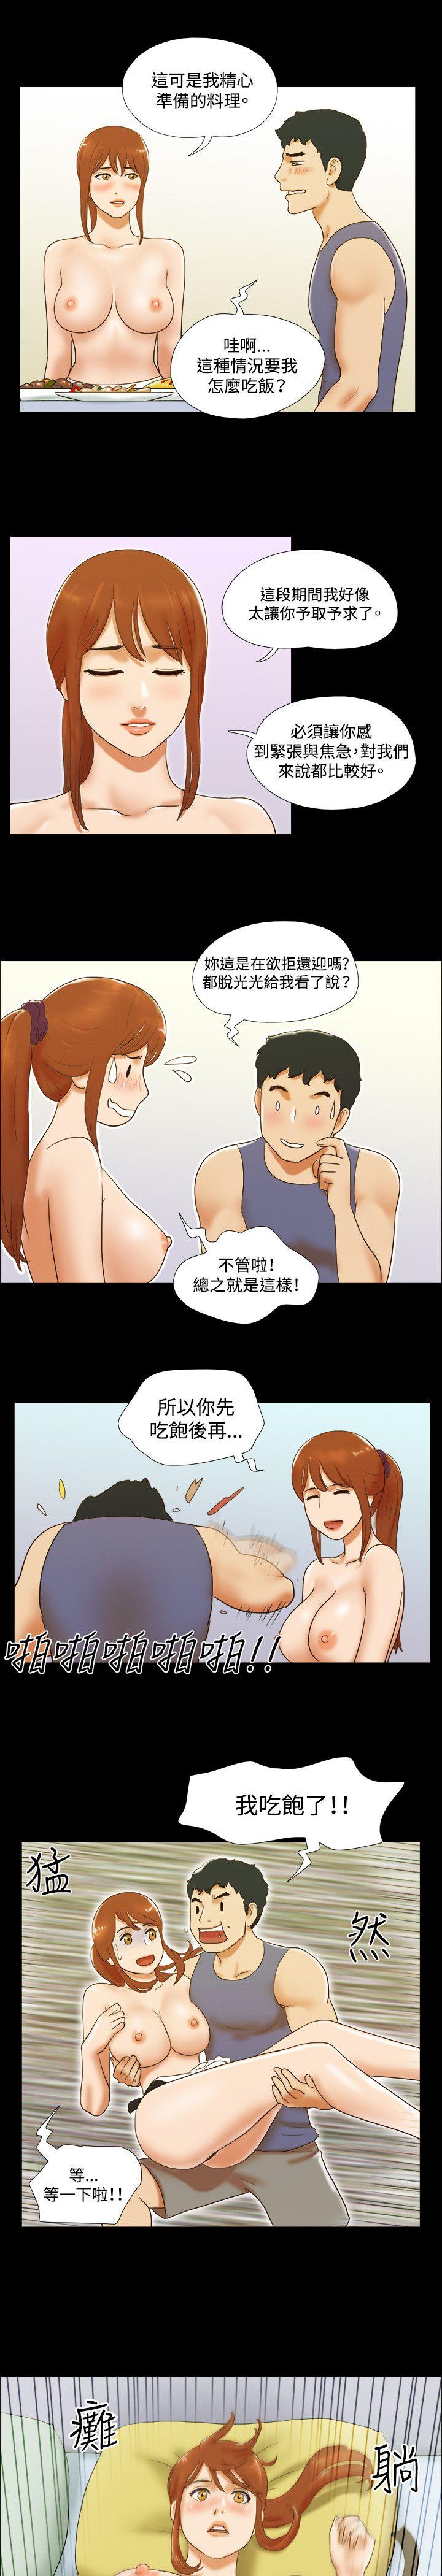 這可是我精心
準備的料理。
哇啊...
這種情況要我
怎麼吃飯？
這段期間我好像
太讓你予取予求了。
必須讓你感
到緊張與焦急，對我們
來說都比較好。
妳這是在欲拒還迎嗎？
都脫光光給我看了說？
不管啦！
總之就是這樣！
所以你先
吃飽後再...
啪啪啪啪啪!!
我吃飽了!!
猛
然
等...
等一下啦!!
癱
躺